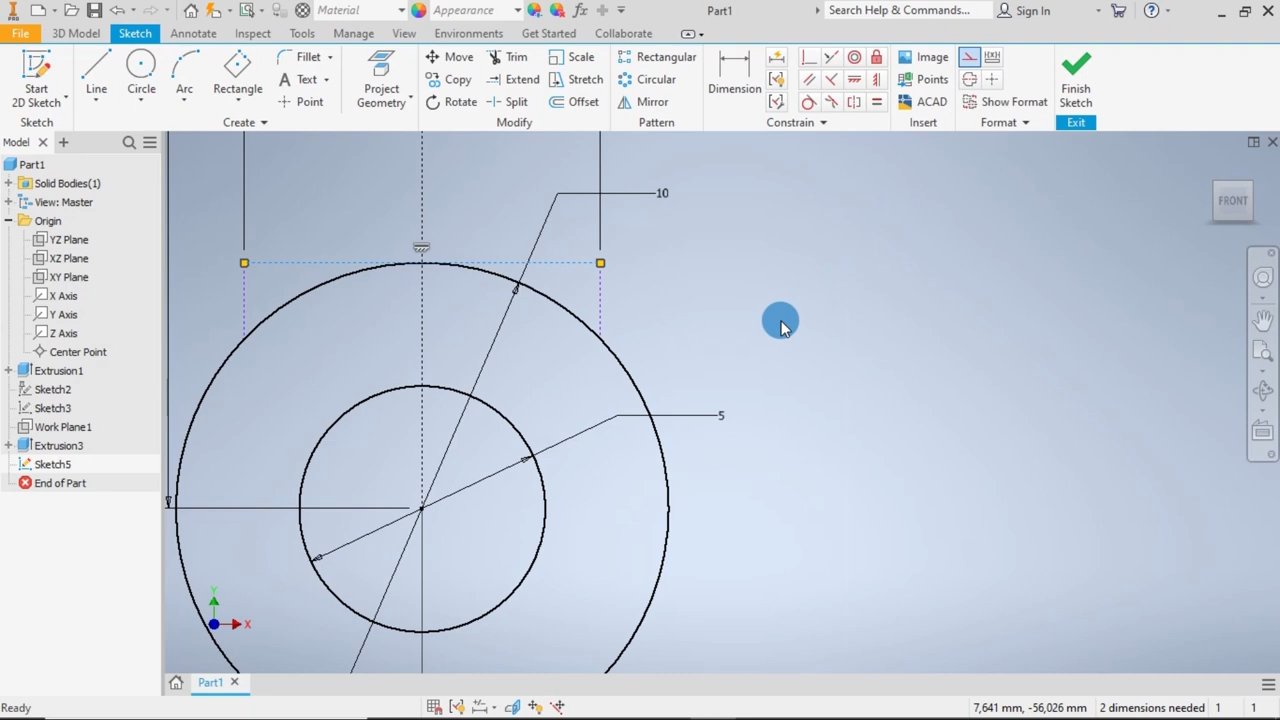 Material
Appearance
Part1
Search Help & Commands...
Sign In
PRO
File
3D Model
Sketch
Annotate
Inspect
Tools
Manage
View
Environments
Get Started
Collaborate
Start
2D Sketch
Line
Circle
Arc
Rectangle
Fillet
Text
Point
Project
Geometry
Move
Copy
Rotate
Trim
Extend
Split
Scale
Stretch
Offset
Rectangular
Circular
Mirror
Dimension
Image
Points
ACAD
Show Format
Finish
Sketch
Sketch
Create
Modify
Pattern
Constrain
Insert
Format
Exit
Model
Part1
Solid Bodies(1)
View: Master
Origin
YZ Plane
XZ Plane
XY Plane
X Axis
Y Axis
Z Axis
Center Point
Extrusion1
Sketch2
Sketch3
Work Plane1
Extrusion3
Sketch5
End of Part
10
5
FRONT
Y
X
Part1
Ready
7,641 mm, -56,026 mm
2 dimensions needed
1
1